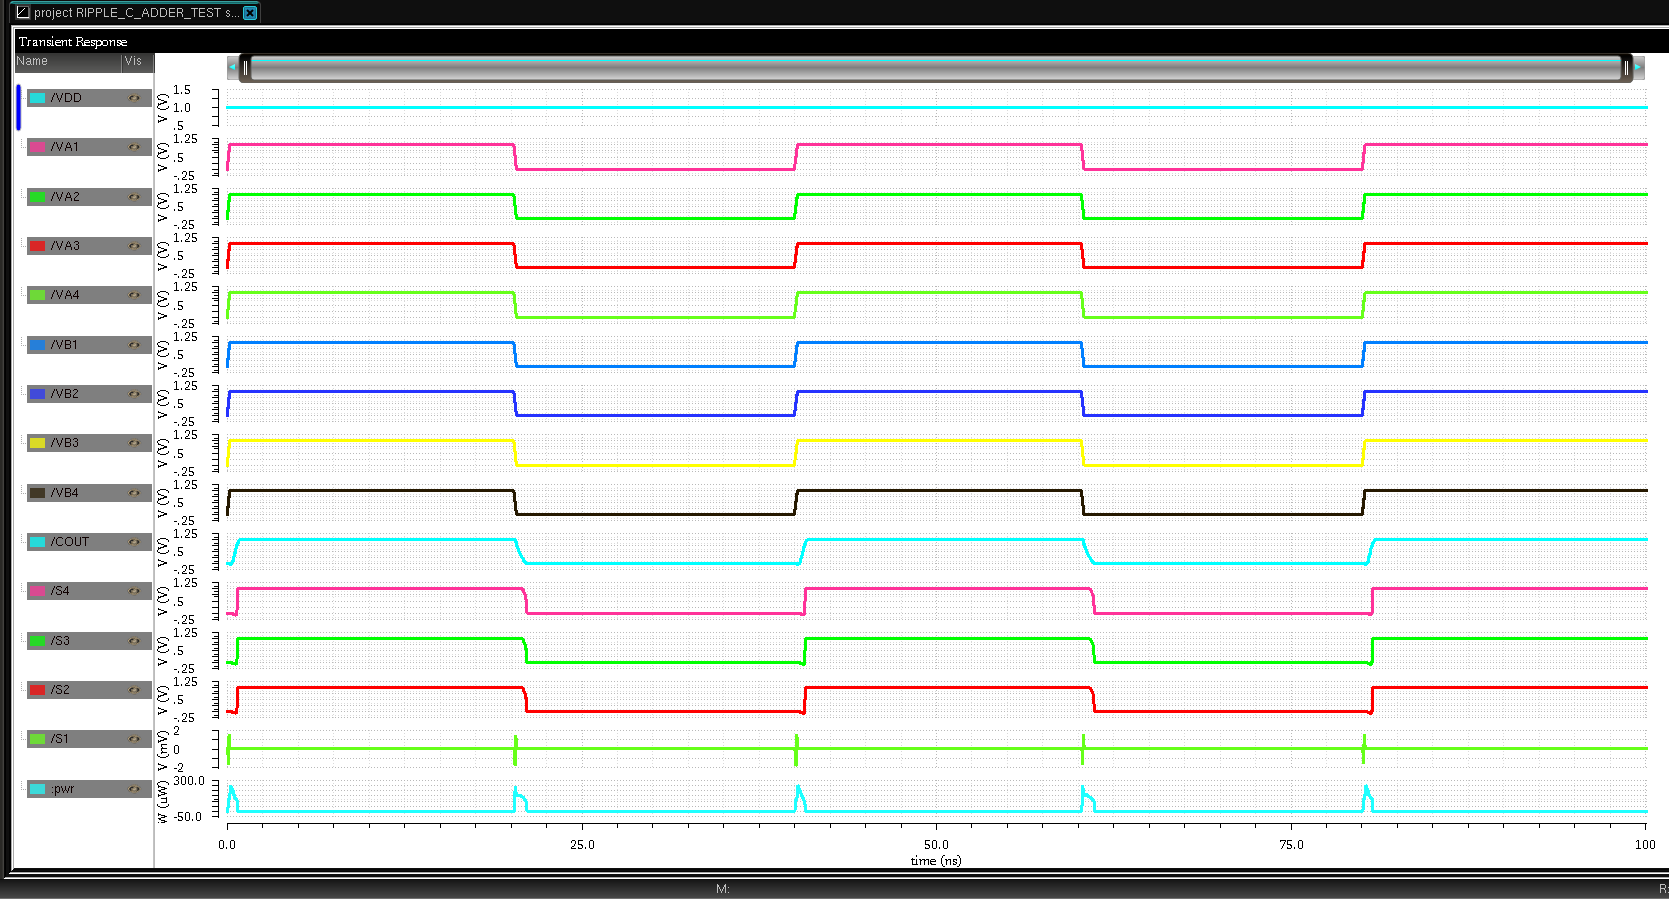 project RIPPLE_C_ADDER_TEST s...
Transient Response
Name Vis
/VDD V (V) 1.5 1.0 .5
/VA1 V (V) 1.25 .5 -.25
/VA2 V (V) 1.25 .5 -.25
/VA3 V (V) 1.25 .5 -.25
/VA4 V (V) 1.25 .5 -.25
/VB1 V (V) 1.25 .5 -.25
/VB2 V (V) 1.25 .5 -.25
/VB3 V (V) 1.25 .5 -.25
/VB4 V (V) 1.25 .5 -.25
/COUT V (V) 1.25 .5 -.25
/S4 V (V) 1.25 .5 -.25
/S3 V (V) 1.25 .5 -.25
/S2 V (V) 1.25 .5 -.25
/S1 V (mV) 2 0 -2
:pwr W (uW) 300.0 -50.0
0.0 25.0 50.0 75.0 100
time (ns)
M: R: